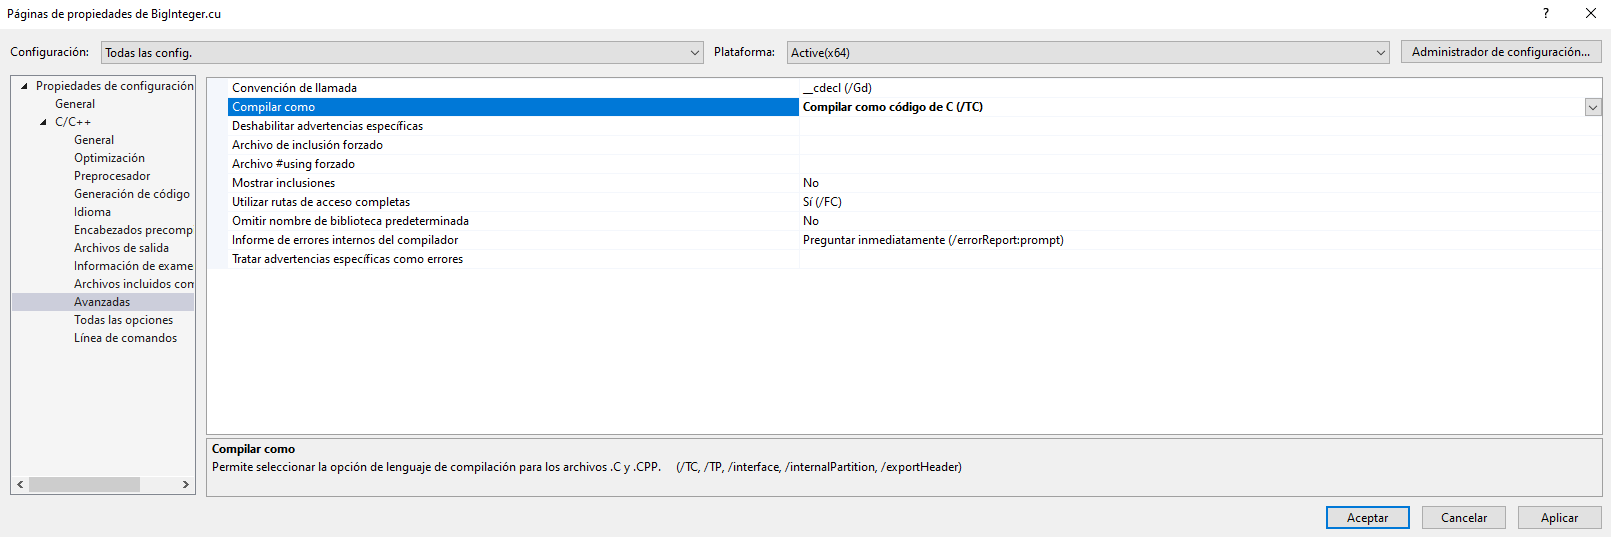 Páginas de propiedades de BigInteger.cu
?
Configuración:
Todas las config.
Plataforma:
Active(x64)
Administrador de configuración...
Propiedades de configuración
General
C/C++
General
Optimización
Preprocesador
Generación de código
Idioma
Encabezados precomp
Archivos de salida
Información de exame
Archivos incluidos con
Avanzadas
Todas las opciones
Línea de comandos
Convención de llamada __cdecl (/Gd)
Compilar como Compilar como código de C (/TC)
Deshabilitar advertencias específicas
Archivo de inclusión forzado
Archivo #using forzado
Mostrar inclusiones No
Utilizar rutas de acceso completas Sí (/FC)
Omitir nombre de biblioteca predeterminada No
Informe de errores internos del compilador Preguntar inmediatamente (/errorReport:prompt)
Tratar advertencias específicas como errores
Compilar como
Permite seleccionar la opción de lenguaje de compilación para los archivos .C y .CPP. (/TC, /TP, /interface, /internalPartition, /exportHeader)
Aceptar
Cancelar
Aplicar